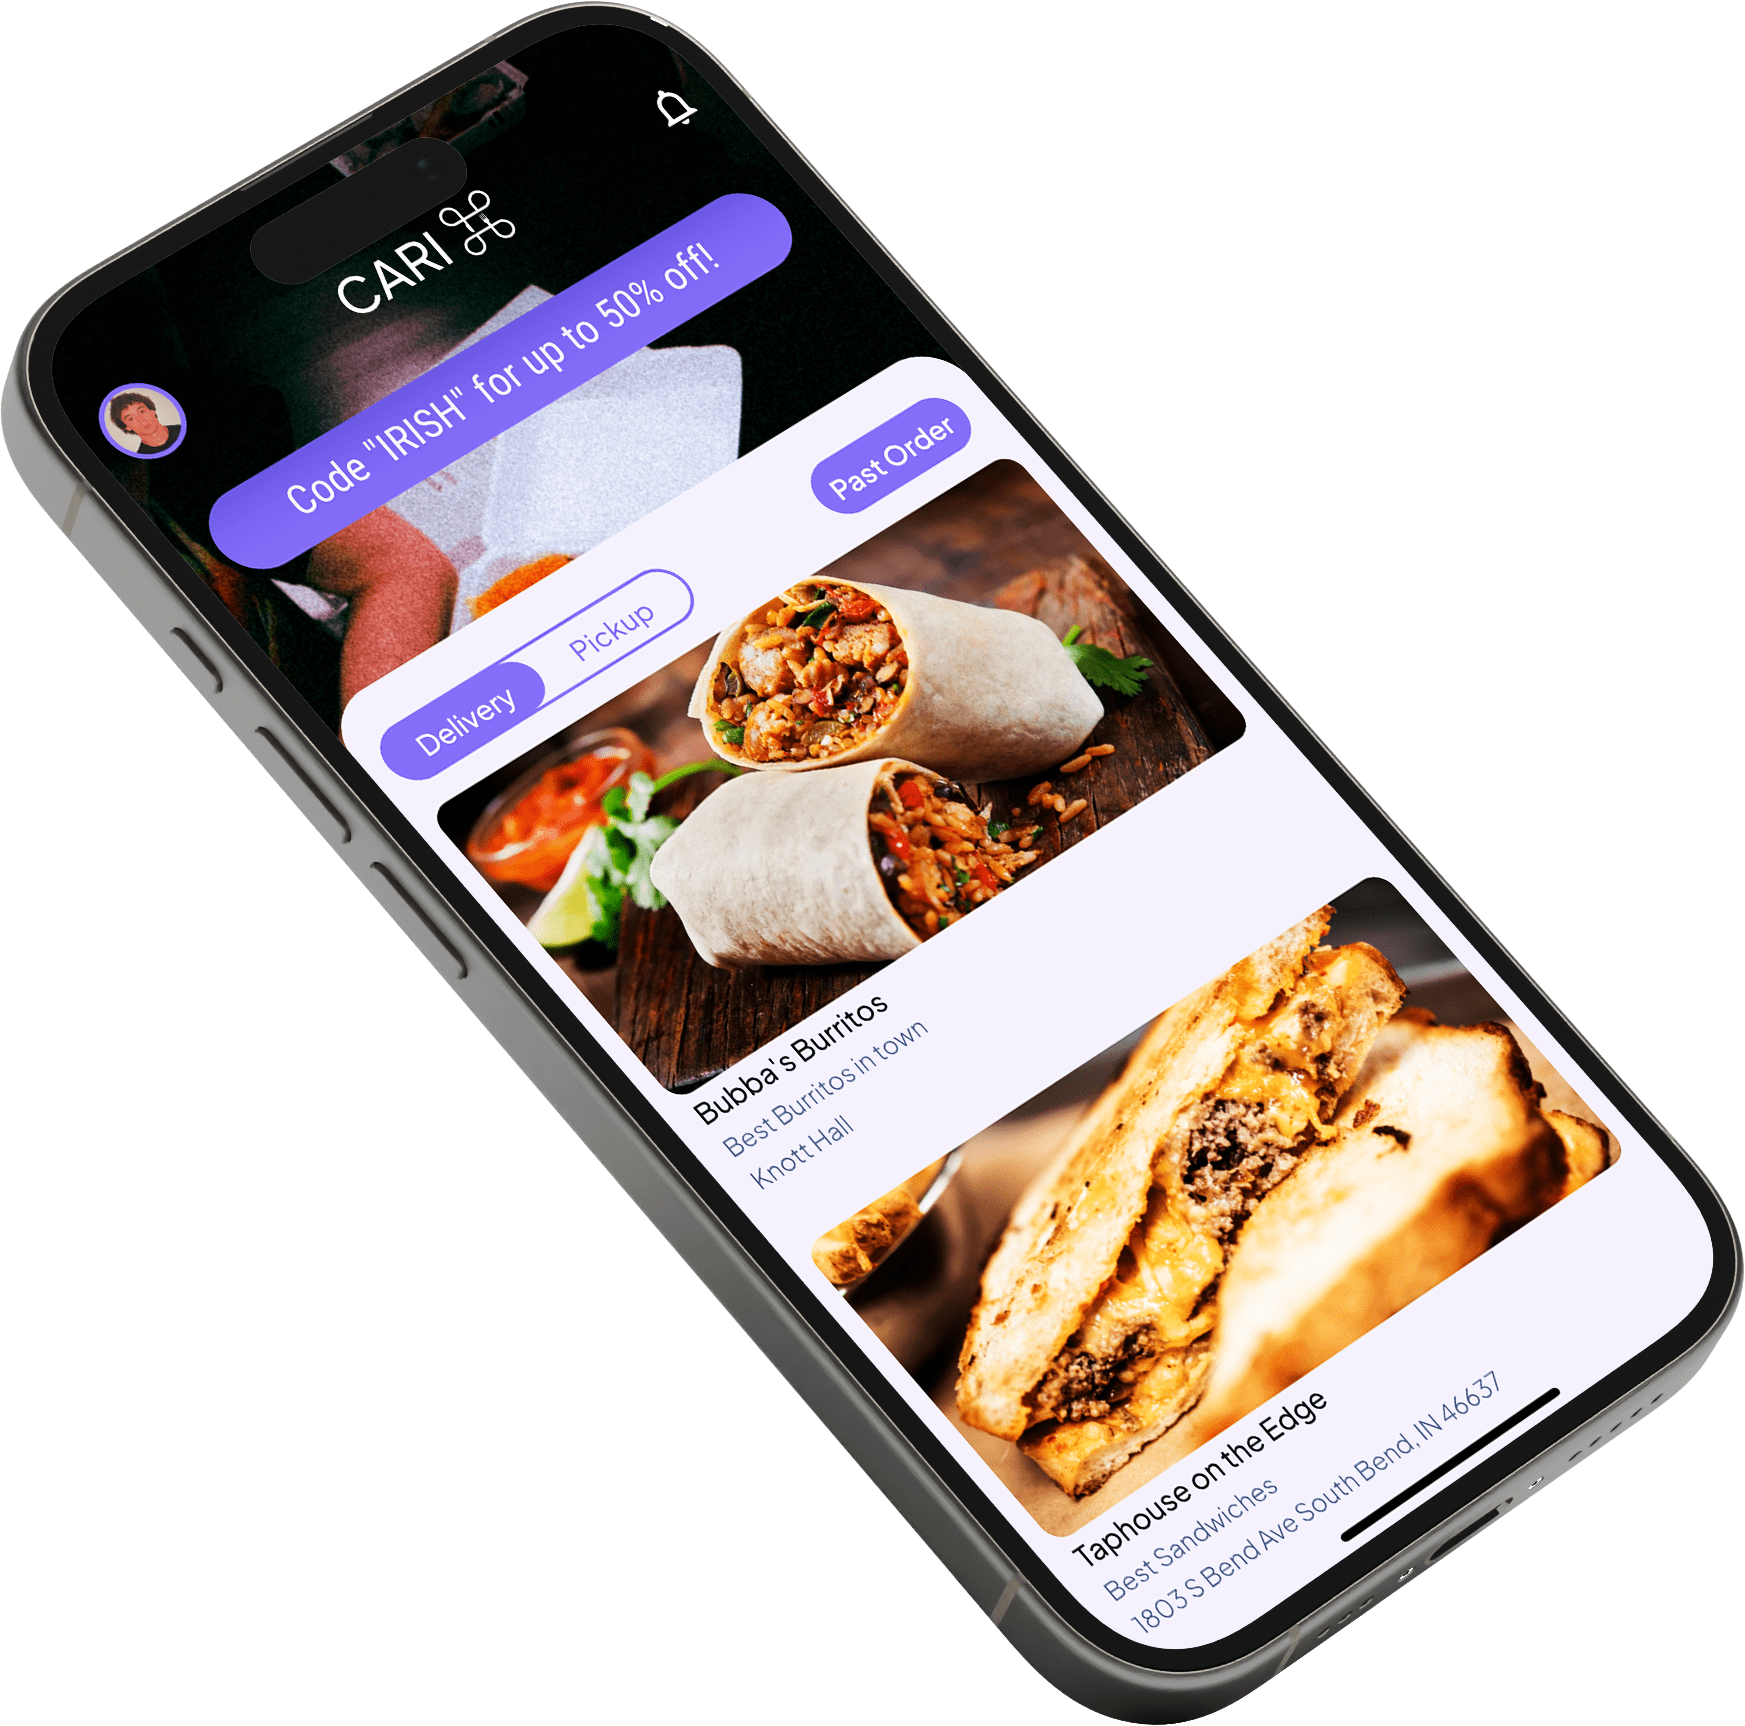 CARI
Code "IRISH" for up to 50% off!
Delivery
Pickup
Past Order
Bubba's Burritos
Best Burritos in town
Knott Hall
Taphouse on the Edge
Best Sandwiches
1803 S Bend Ave South Bend, IN 46637